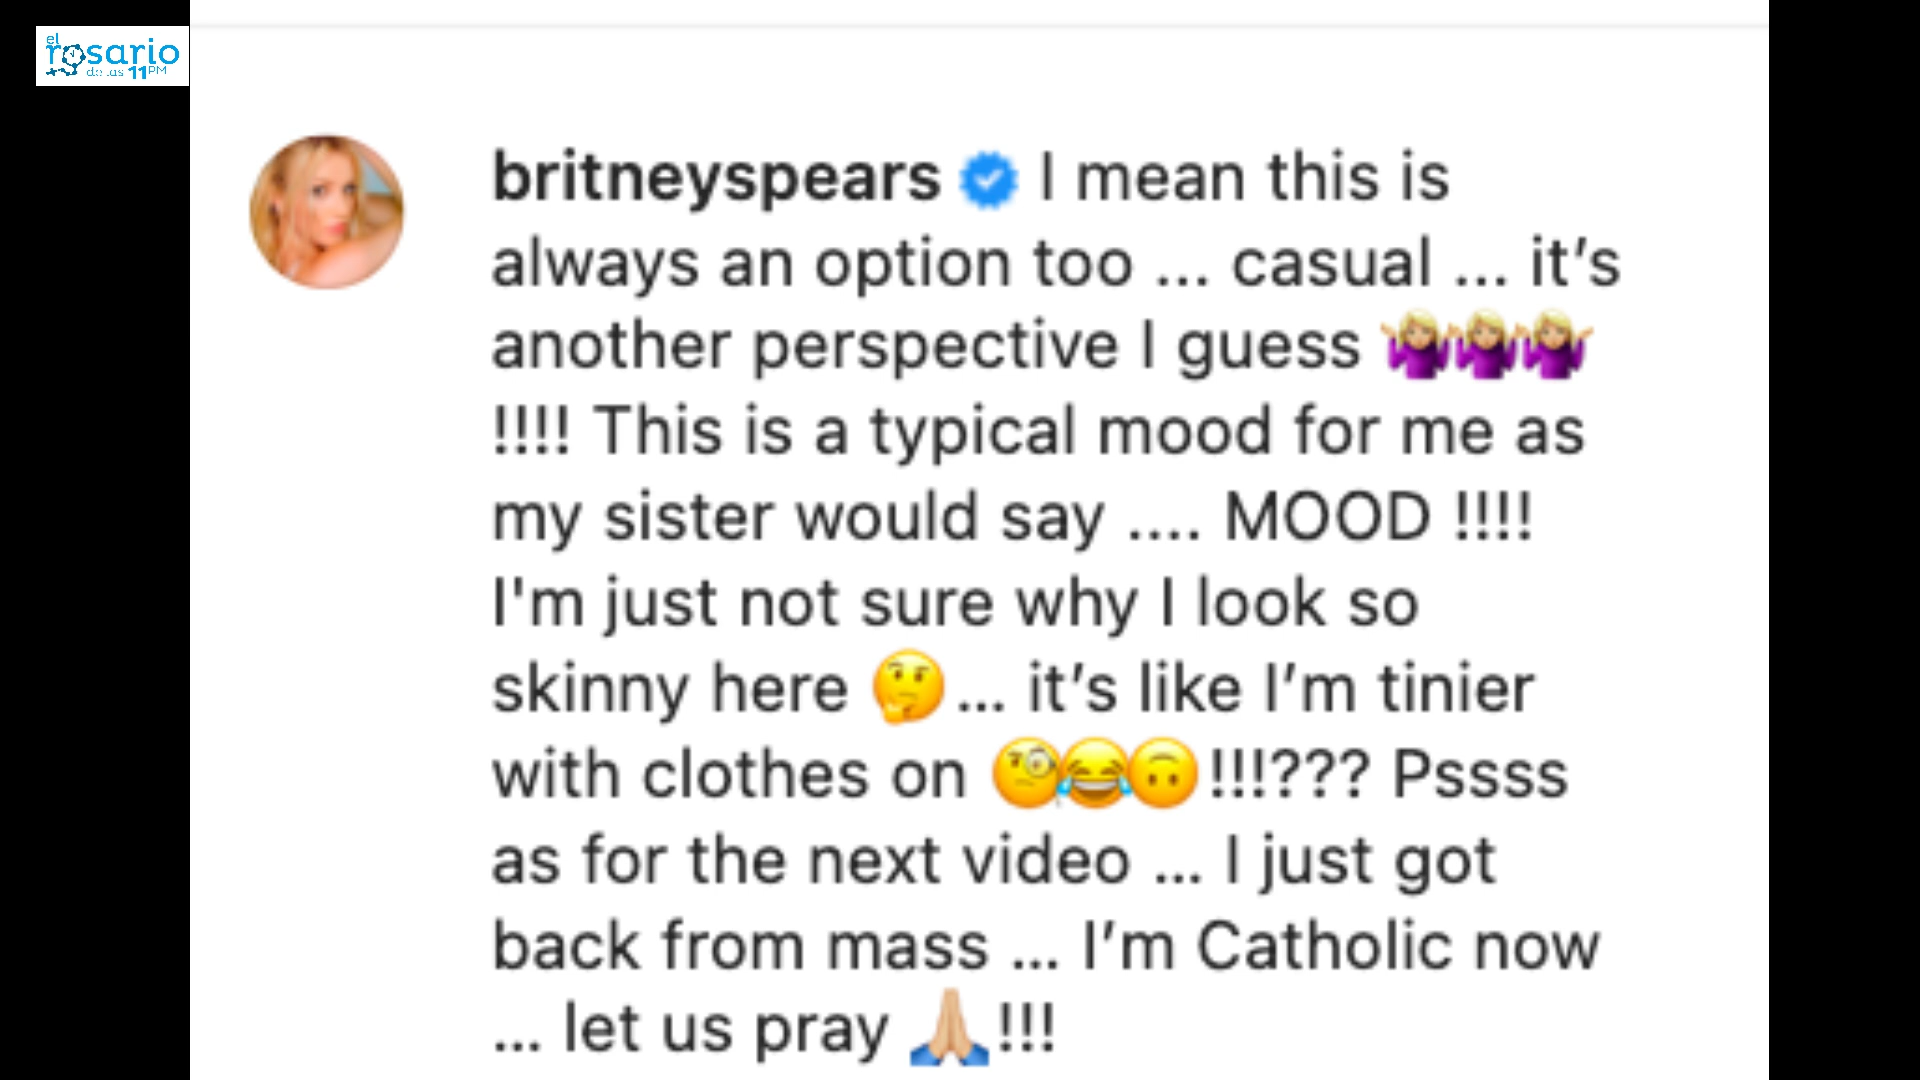 el
rosario
de las 11PM
britneyspears I mean this is
always an option too ... casual ... it’s
another perspective I guess 🤷🏼‍♀️🤷🏼‍♀️🤷🏼‍♀️
!!!! This is a typical mood for me as
my sister would say .... MOOD !!!!
I'm just not sure why I look so
skinny here 🤔... it’s like I’m tinier
with clothes on 🧐😂🙃!!!??? Pssss
as for the next video ... I just got
back from mass ... I’m Catholic now
... let us pray 🙏🏼!!!